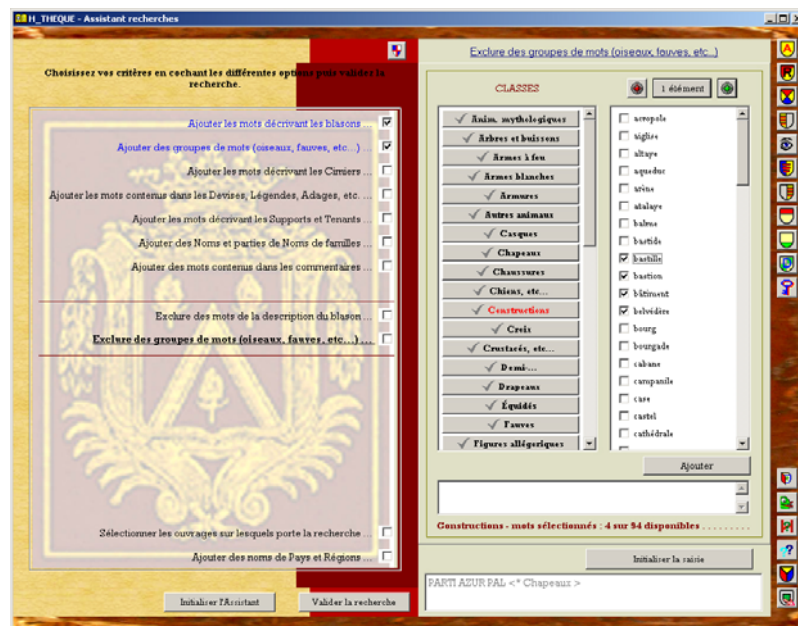 H_THEQUE - Assistant recherches
Choisissez vos critères en cochant les différentes options puis valider la
recherche.
Ajouter les mots décrivant les blasons ...
Ajouter des groupes de mots (oiseaux, fauves, etc...) ...
Ajouter les mots décrivant les Cimiers ...
Ajouter les mots contenus dans les Devises, Légendes, Adages, etc. ...
Ajouter les mots décrivant les Supports et Tenants ...
Ajouter des Noms et parties de Noms de familles ...
Ajouter des mots contenus dans les commentaires ...
Exclure des mots de la description du blason ...
Exclure des groupes de mots (oiseaux, fauves, etc...) ...
Sélectionner les ouvrages sur lesquels porte la recherche ...
Ajouter des noms de Pays et Régions ...
Initialiser l'Assistant
Valider la recherche
Exclure des groupes de mots (oiseaux, fauves, etc...)
CLASSES
1 élément
Anim. mythologiques
Arbres et buissons
Armes à feu
Armes blanches
Armures
Autres animaux
Casques
Chapeaux
Chaussures
Chiens, etc...
Constructions
Croix
Crustacés, etc...
Demi-...
Drapeaux
Équidés
Fauves
Figures allégoriques
acropole
aiglise
altaye
aqueduc
arène
atalaye
balme
bastide
bastille
bastion
bâtiment
belvédère
bourg
bourgade
cabane
campanile
case
castel
cathédrale
Ajouter
Constructions - mots sélectionnés : 4 sur 94 disponibles . . . . . . . . .
Initialiser la saisie
PARTI AZUR PAL <* Chapeaux >
A
R